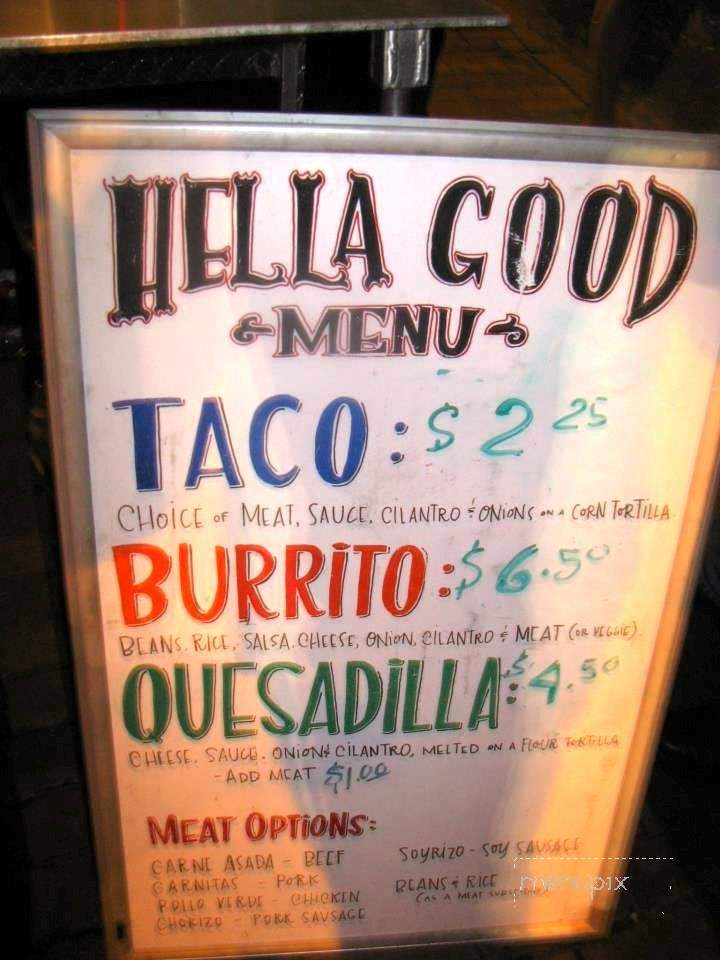 HELLA GOOD
MENU
TACO: $2 25
CHOICE OF MEAT, SAUCE, CILANTRO & ONIONS ON A CORN TORTILLA
BURRITO: $6.50
BEANS, RICE, SALSA, CHEESE, ONION, CILANTRO & MEAT (OR VEGGIE)
QUESADILLA: $4.50
CHEESE, SAUCE, ONION & CILANTRO, MELTED ON A FLOUR TORTILLA
-ADD MEAT $1.00
MEAT OPTIONS:
CARNE ASADA - BEEF
CARNITAS - PORK
POLLO VERDE - CHICKEN
CHORIZO - PORK SAUSAGE
SOYRIZO - SOY SAUSAGE
BEANS & RICE
(AS A MEAT SUBSTITUTE)
menupix